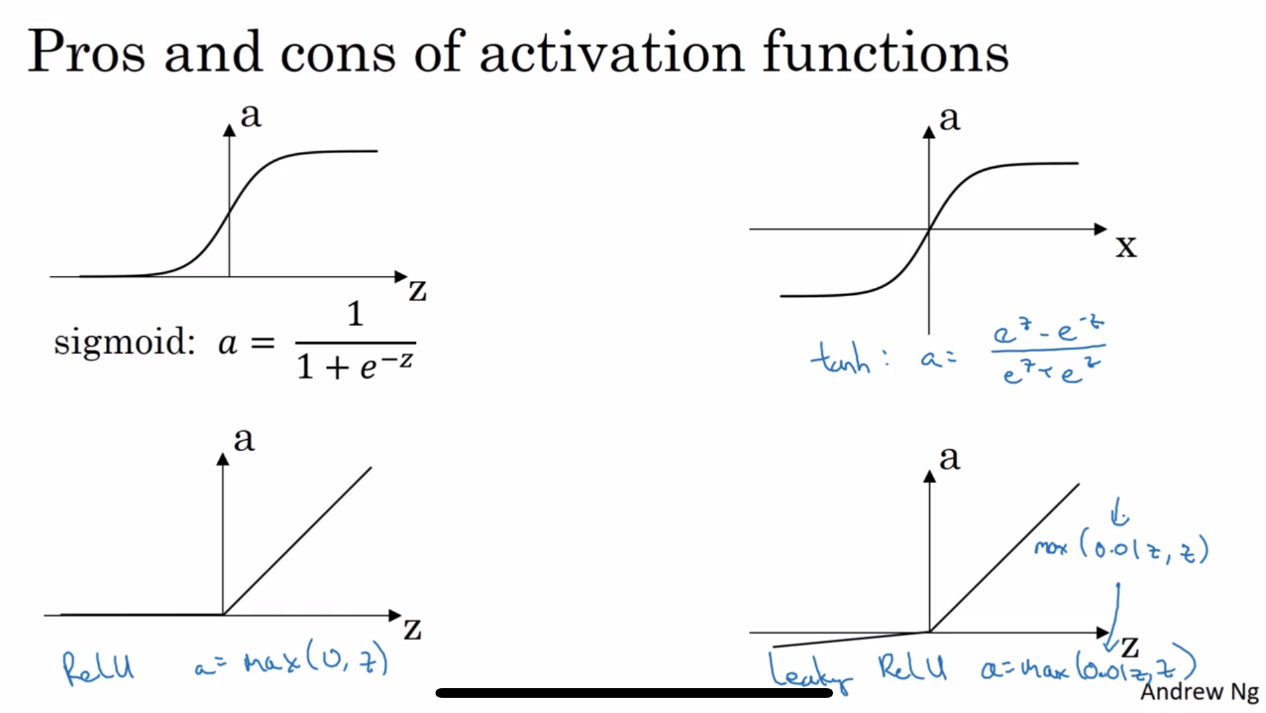 Pros and cons of activation functions
a
z
sigmoid: a = 1 / (1 + e^−z)
a
x
tanh: a = (e^z - e^-z) / (e^z + e^z)
a
z
ReLU a = max(0, z)
a
max(0.01z, z)
z
Leaky ReLU a=max(0.01z, z)
Andrew Ng